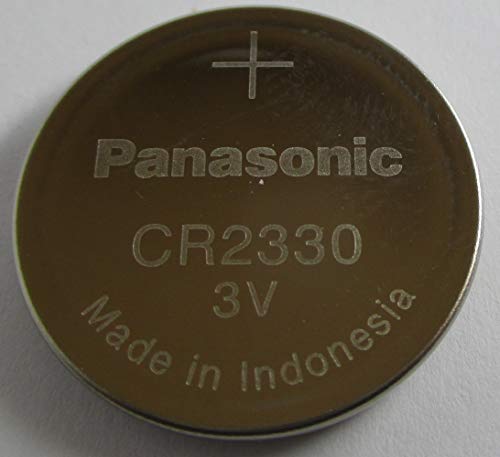 +
Panasonic
CR2330
3V
Made in Indonesia